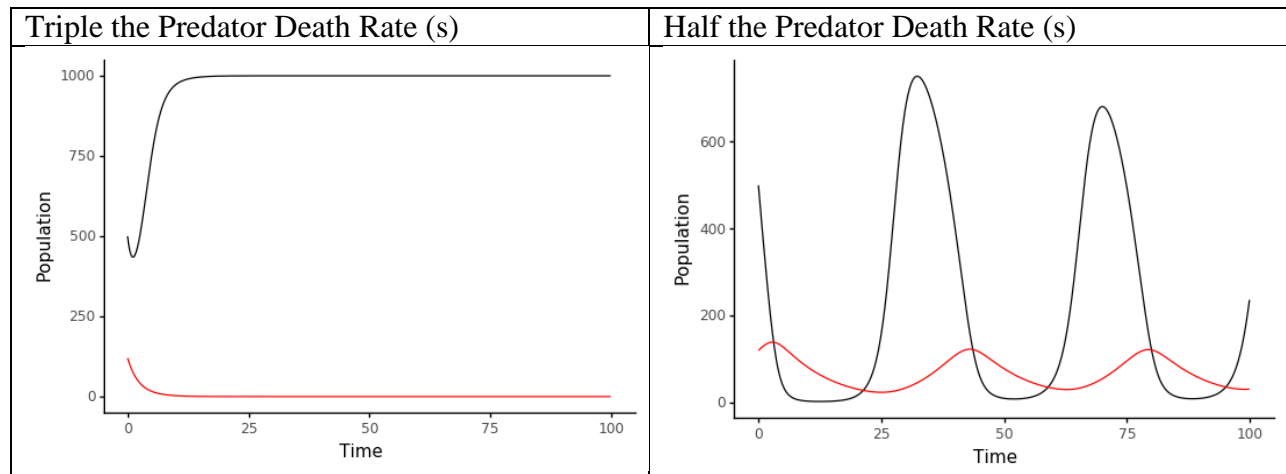 Triple the Predator Death Rate (s)
Half the Predator Death Rate (s)
1000
750
500
250
0
Population
0 25 50 75 100
Time
600
400
200
0
Population
0 25 50 75 100
Time